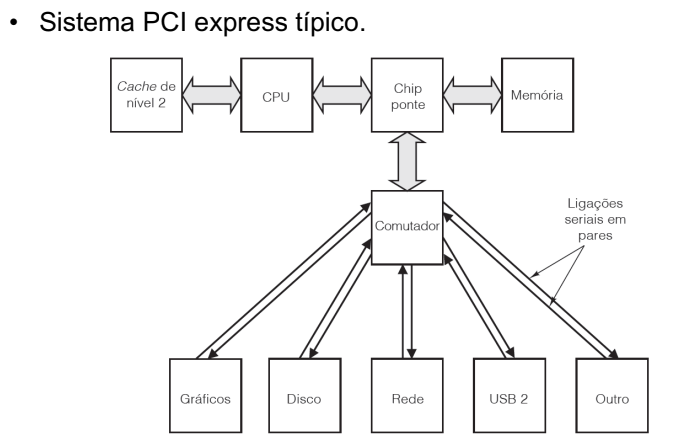 • Sistema PCI express típico.
Cache de
nível 2
CPU
Chip
ponte
Memória
Comutador
Ligações
seriais em
pares
Gráficos
Disco
Rede
USB 2
Outro